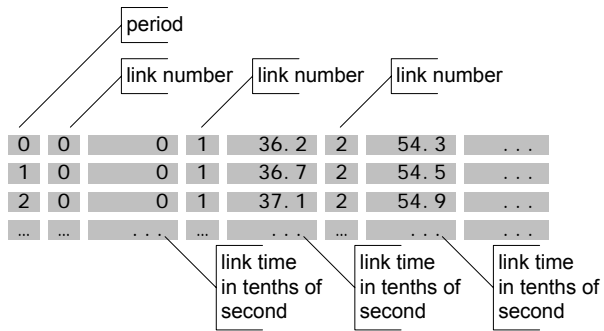 period
link number
link number
link number
0 0 0 1 36.2 2 54.3 ...
1 0 0 1 36.7 2 54.5 ...
2 0 0 1 37.1 2 54.9 ...
... ... ... ... ... ... ... ...
link time
in tenths of
second
link time
in tenths of
second
link time
in tenths of
second